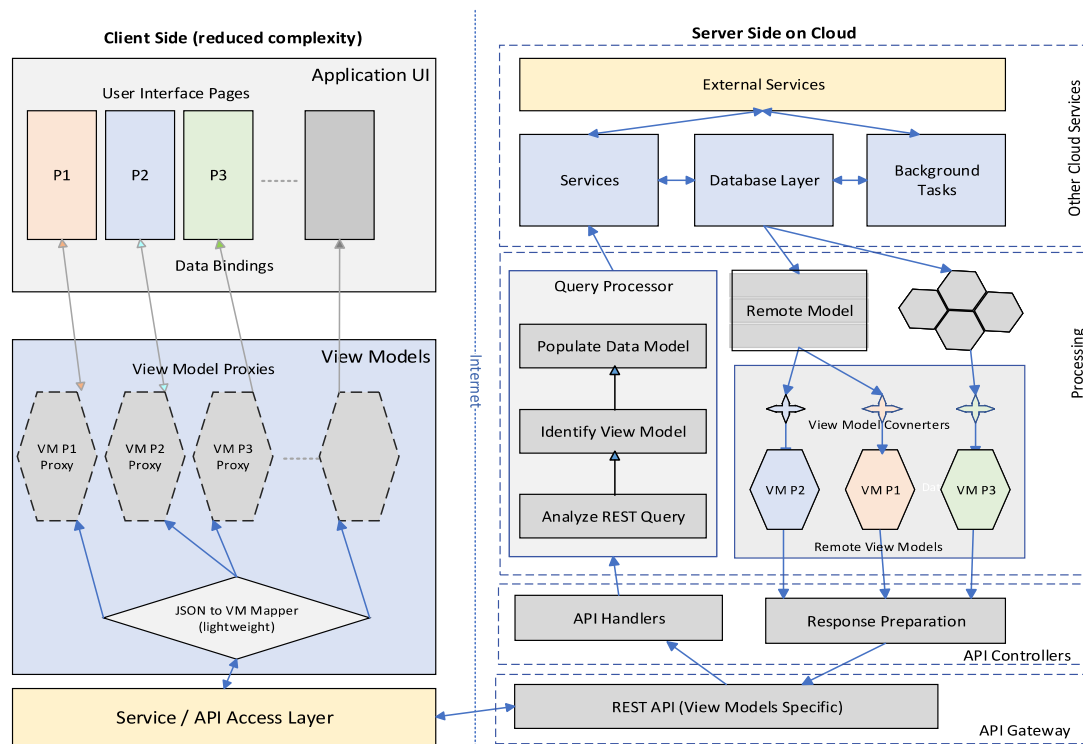 Client Side (reduced complexity)
Application UI
User Interface Pages
P1
P2
P3
Data Bindings
View Models
View Model Proxies
VM P1
Proxy
VM P2
Proxy
VM P3
Proxy
JSON to VM Mapper
(lightweight)
Service / API Access Layer
Internet
Server Side on Cloud
External Services
Services
Database Layer
Background
Tasks
Other Cloud Services
Query Processor
Populate Data Model
Identify View Model
Analyze REST Query
Remote Model
View Model Coverters
VM P2
VM P1
VM P3
Remote View Models
Processing
API Handlers
Response Preparation
API Controllers
REST API (View Models Specific)
API Gateway